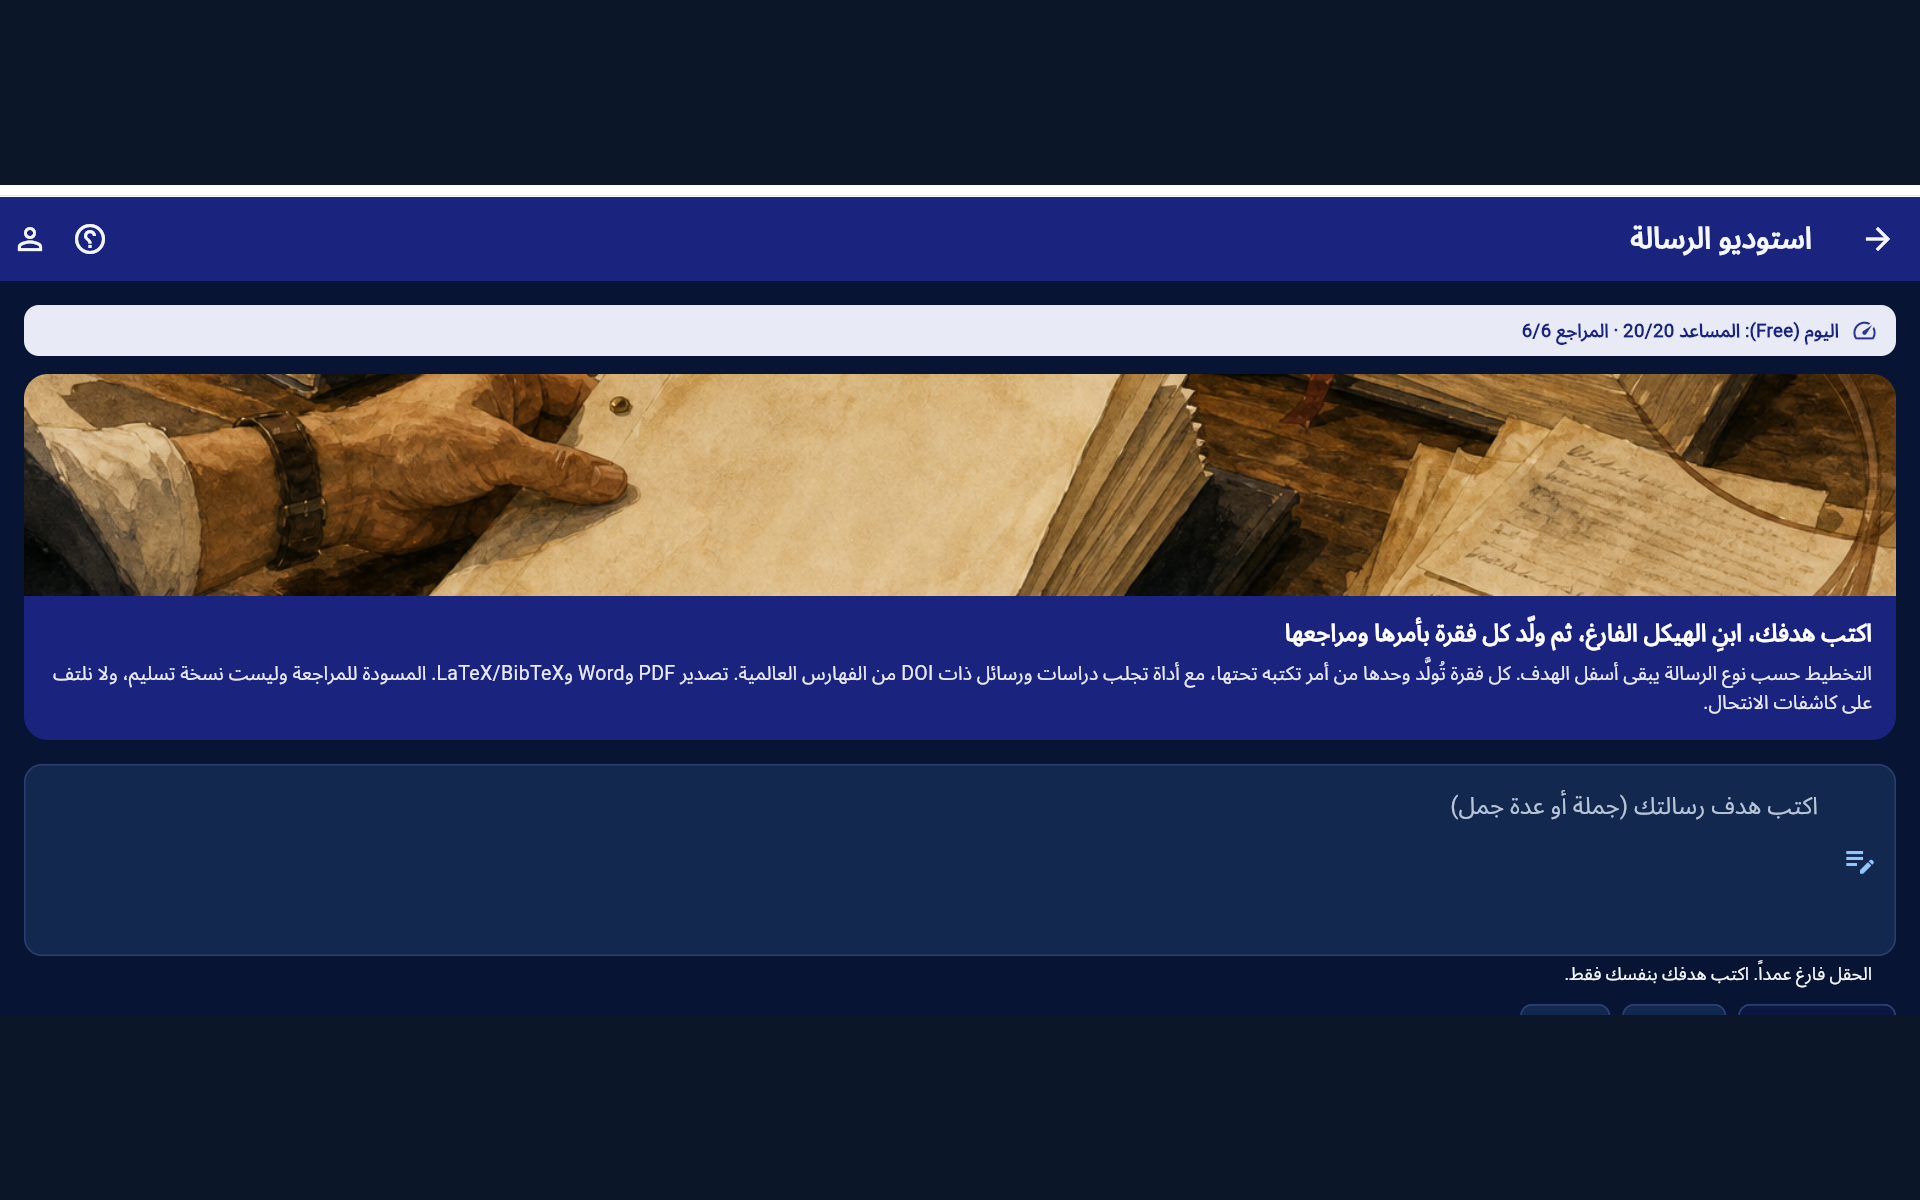 استوديو الرسالة
اليوم (Free): المساعد 20/20 · المراجع 6/6
اكتب هدفك، ابنِ الهيكل الفارغ، ثم ولّد كل فقرة بأمرها ومراجعها
التخطيط حسب نوع الرسالة يبقى أسفل الهدف. كل فقرة تُولَّد وحدها من أمر تكتبه تحتها، مع أداة تجلب دراسات ورسائل ذات DOI من الفهارس العالمية. تصدير PDF وWord وLaTeX/BibTeX. المسودة للمراجعة وليست نسخة تسليم، ولا نلتف
على كاشفات الانتحال.
اكتب هدف رسالتك (جملة أو عدة جمل)
الحقل فارغ عمداً. اكتب هدفك بنفسك فقط.